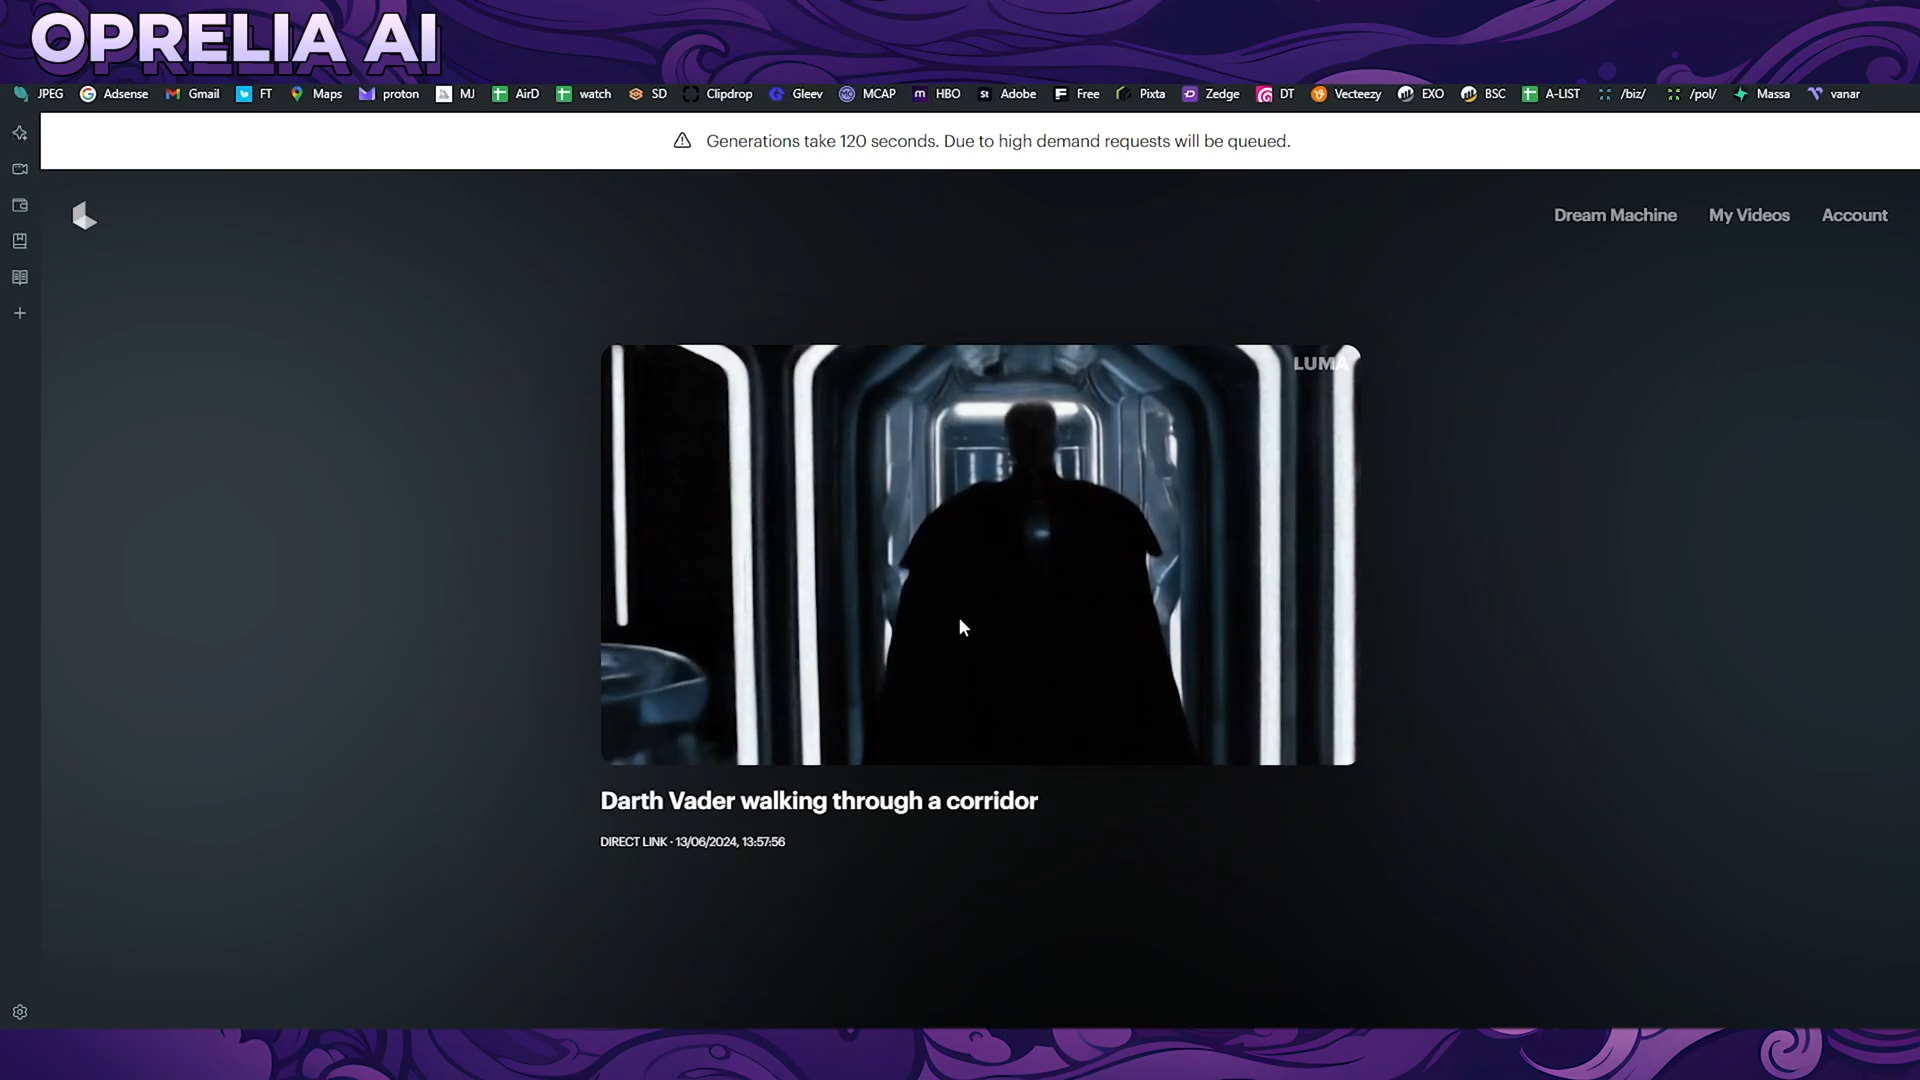 OPRELIA AI
JPEG Adsense Gmail FT Maps proton MJ AirD watch SD Clipdrop Gleev MCAP HBO Adobe Free Pixta Zedge DT Vecteezy EXO BSC A-LIST /biz/ /pol/ Massa vanar
Generations take 120 seconds. Due to high demand requests will be queued.
Dream Machine My Videos Account
LUMA
Darth Vader walking through a corridor
DIRECT LINK · 13/06/2024, 13:57:56